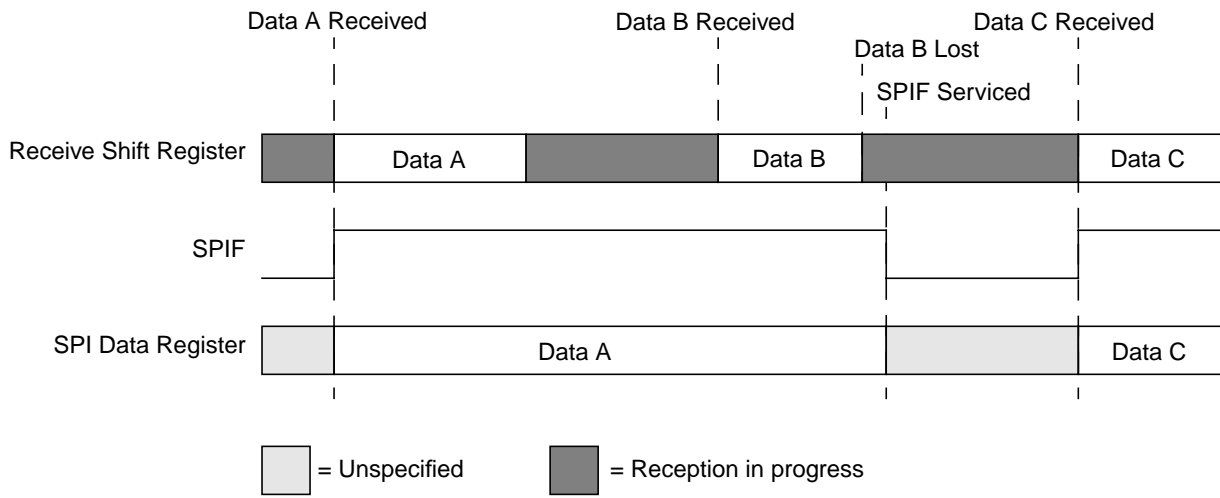 Data A Received
Data B Received
Data C Received
Data B Lost
SPIF Serviced
Receive Shift Register
Data A
Data B
Data C
SPIF
SPI Data Register
Data A
Data C
= Unspecified
= Reception in progress